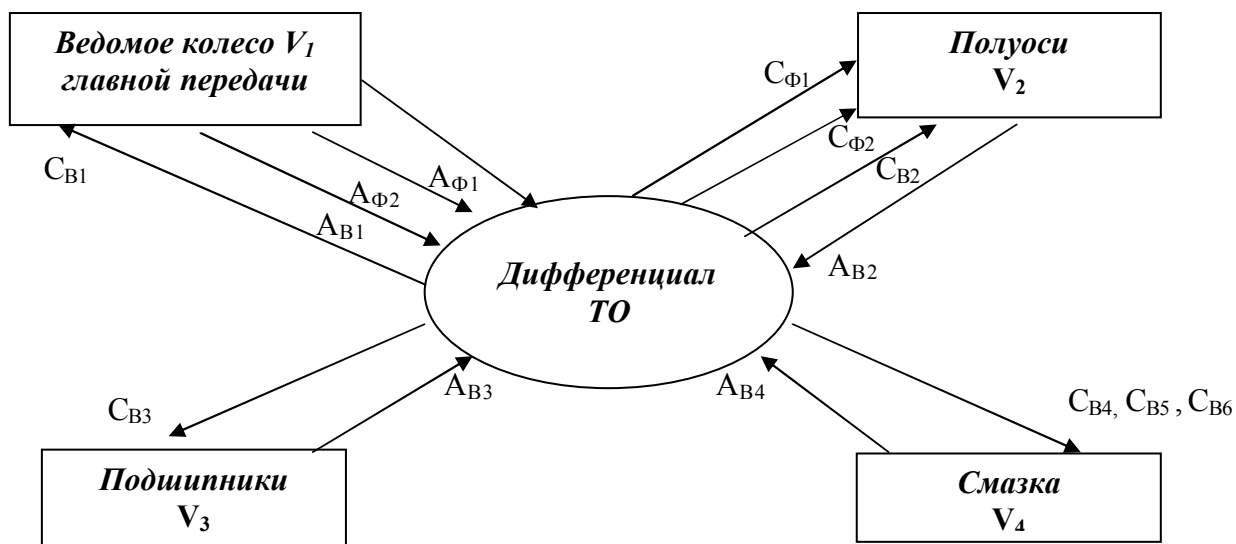 Ведомое колесо V1
главной передачи
Полуоси
V2
CФ1
CФ2
CВ1
AФ1
CВ2
AФ2
AВ1
AВ2
Дифференциал
ТО
AВ3
AВ4
CВ3
CВ4, CВ5 , CВ6
Подшипники
V3
Смазка
V4